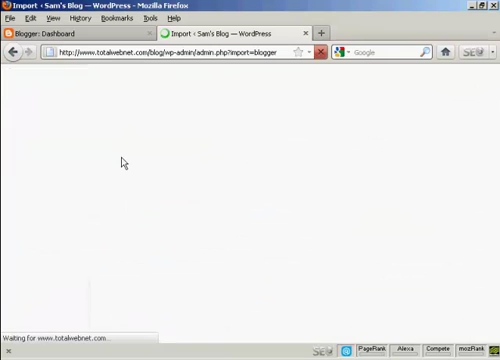 Import ‹ Sam's Blog — WordPress - Mozilla Firefox
File Edit View History Bookmarks Tools Help
Blogger: Dashboard
Import ‹ Sam's Blog — WordPress
http://www.totalwebnet.com/blog/wp-admin/admin.php?import=blogger
Google
SEO
Waiting for www.totalwebnet.com...
SEO
PageRank
Alexa
Compete
mozRank